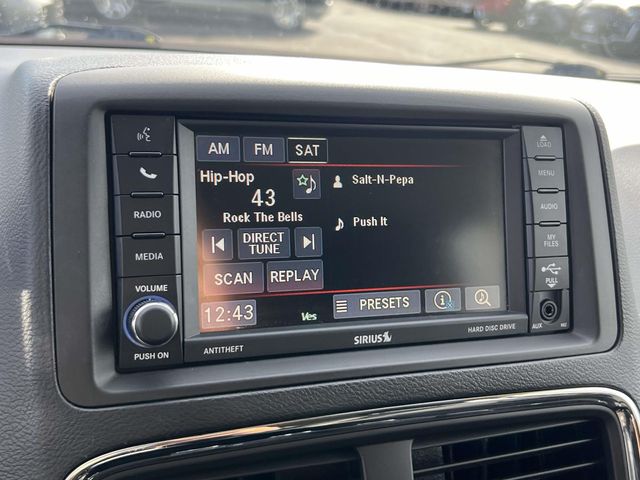 AM FM SAT
Hip-Hop
43
Rock The Bells
DIRECT TUNE
SCAN REPLAY
12:43
Ves
Salt-N-Pepa
Push It
PRESETS
RADIO
MEDIA
VOLUME
PUSH ON
ANTITHEFT
SIRIUS
HARD DISC DRIVE
LOAD
MENU
AUDIO
MY FILES
PULL
AUX